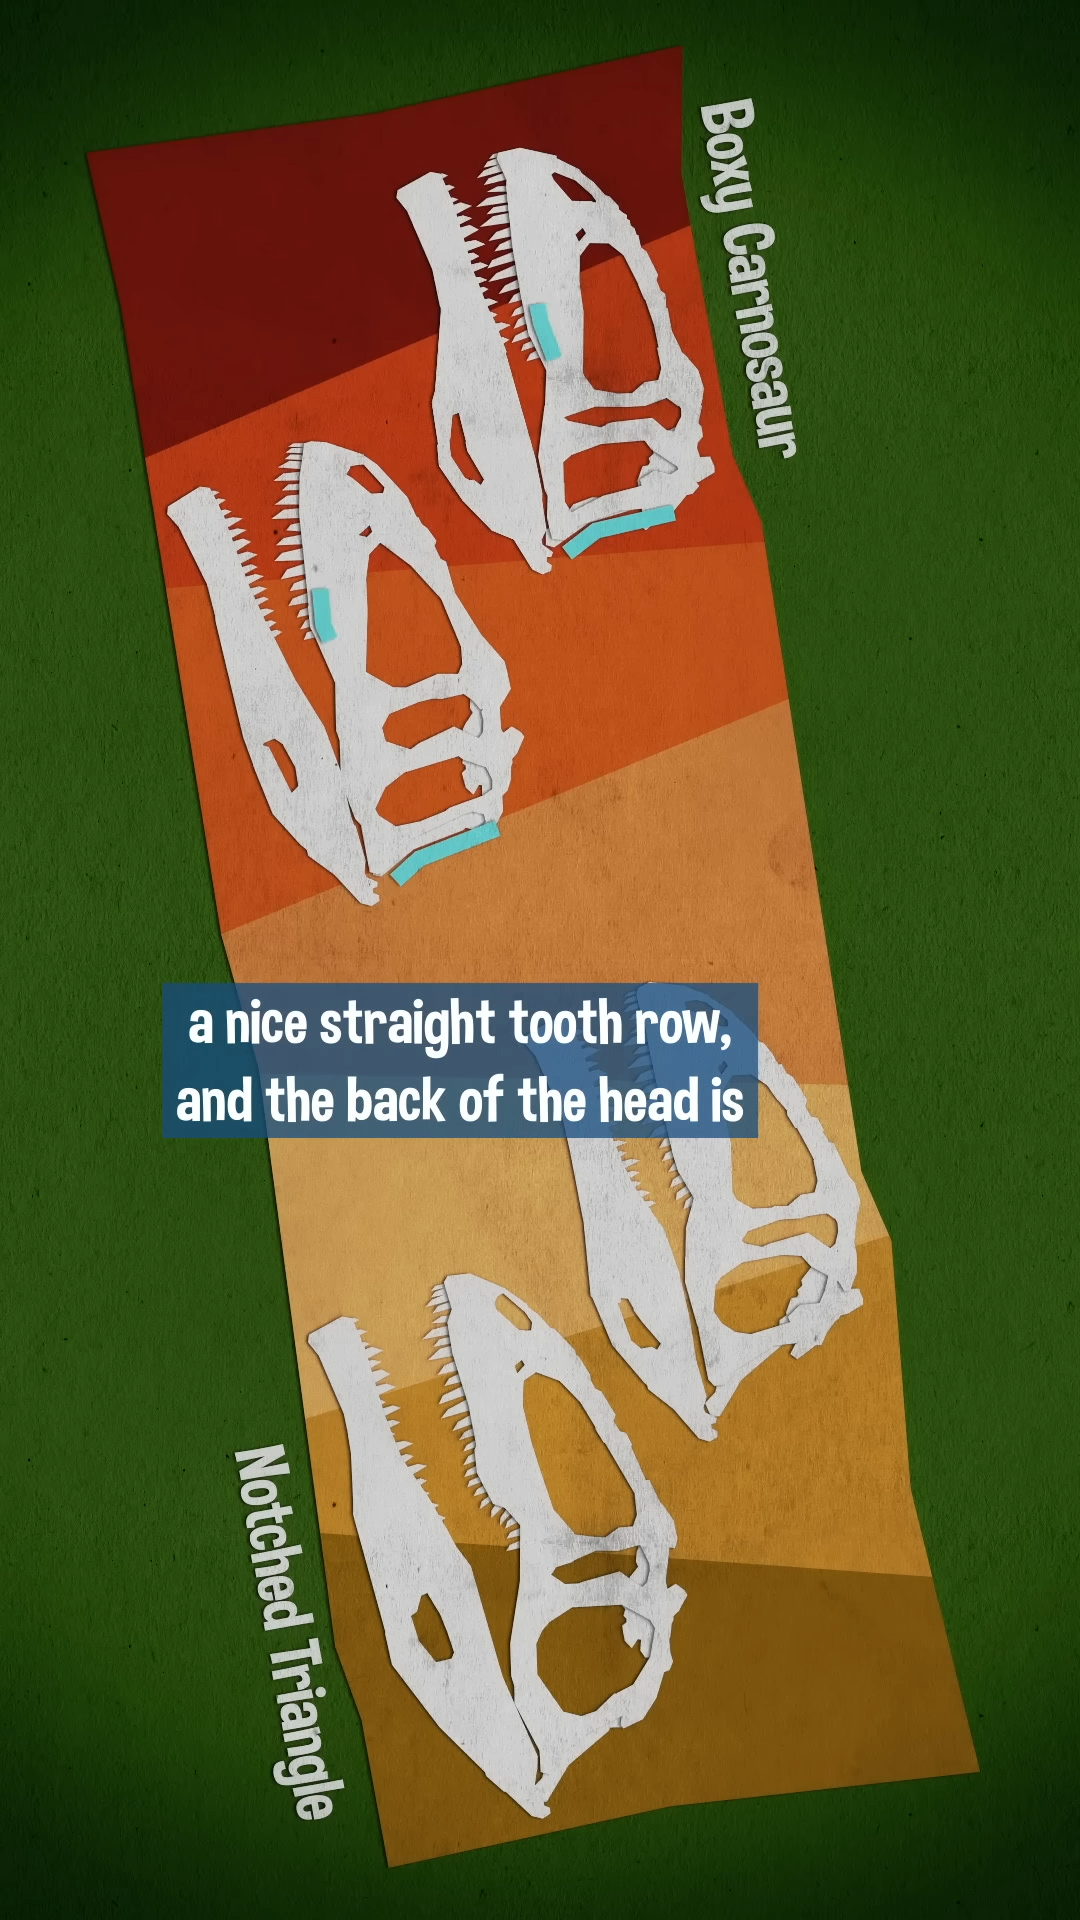 Boxy Carnosaur
a nice straight tooth row,
and the back of the head is
Notched Triangle